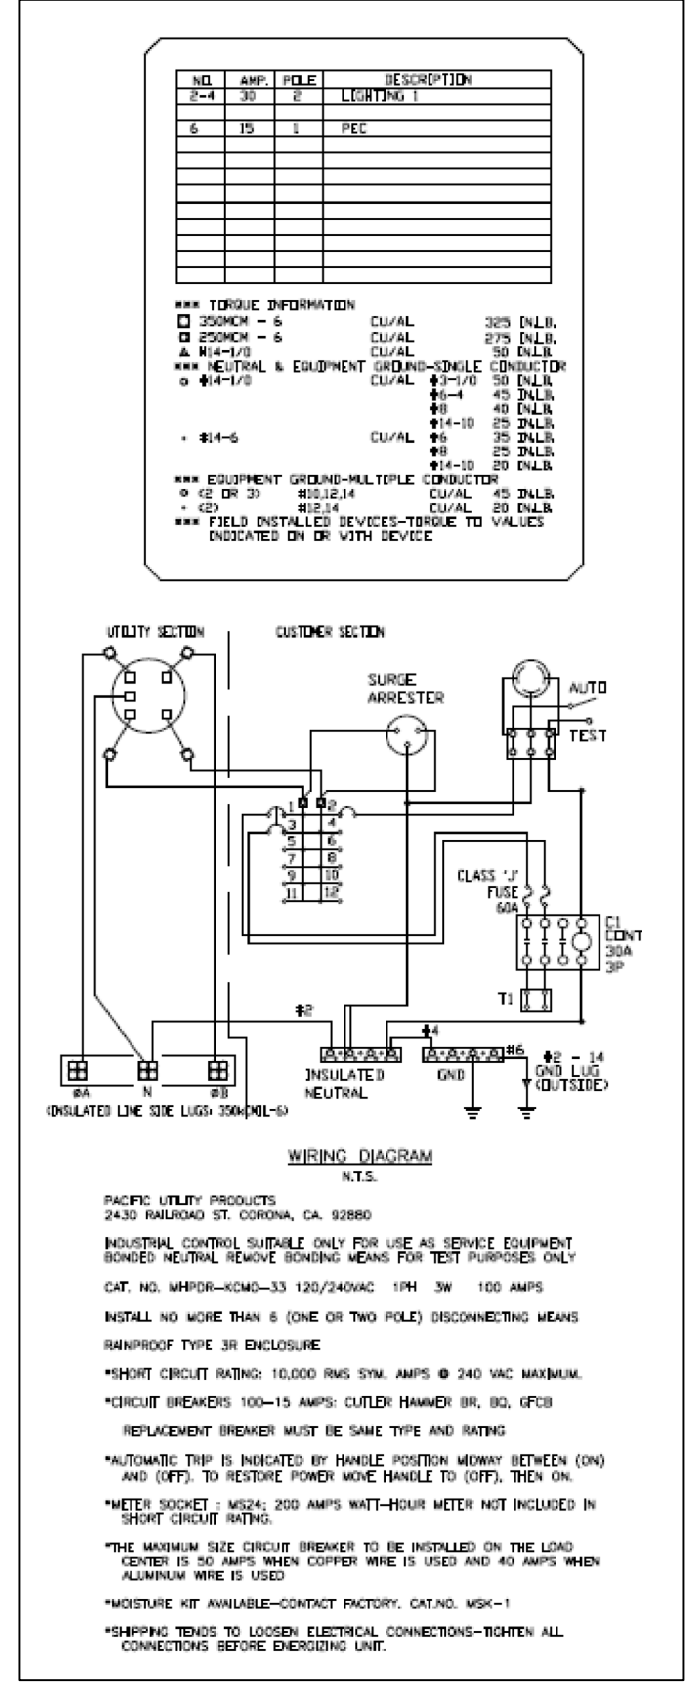 NO. AMP. POLE DESCRIPTION
2-4 30 2 LIGHTING 1
6 15 1 PEC
*** TORQUE INFORMATION
350MCM - 6 CU/AL 325 IN.LB.
250MCM - 6 CU/AL 275 IN.LB.
#14-1/0 CU/AL 50 IN.LB.
*** NEUTRAL & EQUIPMENT GROUND-SINGLE CONDUCTOR
#14-1/0 CU/AL #3-1/0 50 IN.LB.
#6-4 45 IN.LB.
#8 40 IN.LB.
#14-10 25 IN.LB.
#14-6 CU/AL #6 35 IN.LB.
#8 25 IN.LB.
#14-10 20 IN.LB.
*** EQUIPMENT GROUND-MULTIPLE CONDUCTOR
(2 OR 3) #10,12,14 CU/AL 45 IN.LB.
(2) #12,14 CU/AL 20 IN.LB.
*** FIELD INSTALLED DEVICES-TORQUE TO VALUES
INDICATED ON OR WITH DEVICE
UTILITY SECTION
CUSTOMER SECTION
SURGE
ARRESTER
AUTO
TEST
1 2
3 4
5 6
7 8
9 10
11 12
CLASS 'J'
FUSE
60A
C1
CONT
30A
3P
T1
#2
#4
#6
INSULATED
NEUTRAL
GND
#2 - 14
GND LUG
(OUTSIDE)
ØA N ØB
(INSULATED LINE SIDE LUGS: 350kCMIL-6)
WIRING DIAGRAM
N.T.S.
PACIFIC UTILITY PRODUCTS
2430 RAILROAD ST. CORONA, CA. 92880
INDUSTRIAL CONTROL SUITABLE ONLY FOR USE AS SERVICE EQUIPMENT
BONDED NEUTRAL REMOVE BONDING MEANS FOR TEST PURPOSES ONLY
CAT. NO. MHPDR-KCMO-33 120/240VAC 1PH 3W 100 AMPS
INSTALL NO MORE THAN 6 (ONE OR TWO POLE) DISCONNECTING MEANS
RAINPROOF TYPE 3R ENCLOSURE
*SHORT CIRCUIT RATING: 10,000 RMS SYM. AMPS @ 240 VAC MAXIMUM.
*CIRCUIT BREAKERS 100-15 AMPS: CUTLER HAMMER BR, BQ, GFCB
REPLACEMENT BREAKER MUST BE SAME TYPE AND RATING
*AUTOMATIC TRIP IS INDICATED BY HANDLE POSITION MIDWAY BETWEEN (ON)
AND (OFF). TO RESTORE POWER MOVE HANDLE TO (OFF), THEN ON.
*METER SOCKET : MS24; 200 AMPS WATT-HOUR METER NOT INCLUDED IN
SHORT CIRCUIT RATING.
*THE MAXIMUM SIZE CIRCUIT BREAKER TO BE INSTALLED ON THE LOAD
CENTER IS 50 AMPS WHEN COPPER WIRE IS USED AND 40 AMPS WHEN
ALUMINUM WIRE IS USED
*MOISTURE KIT AVAILABLE-CONTACT FACTORY. CAT.NO. MSK-1
*SHIPPING TENDS TO LOOSEN ELECTRICAL CONNECTIONS-TIGHTEN ALL
CONNECTIONS BEFORE ENERGIZING UNIT.